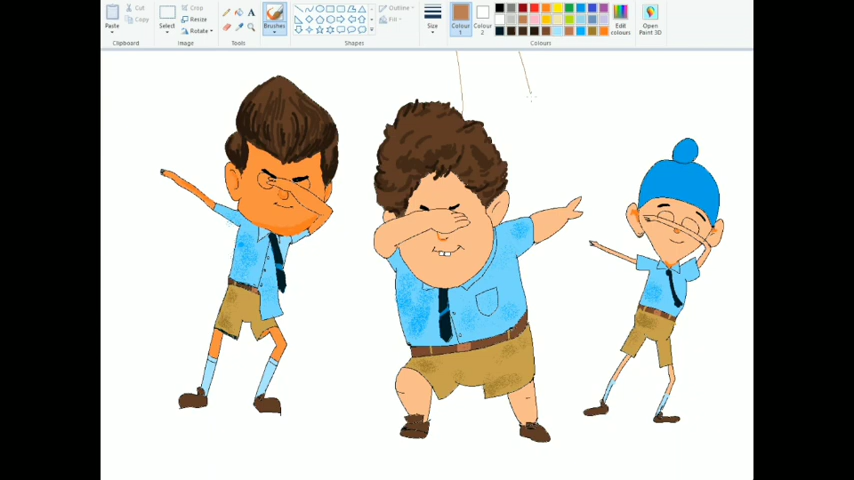 Paste
Cut
Copy
Clipboard
Select
Crop
Resize
Rotate
Image
Tools
Brushes
Outline
Fill
Shapes
Size
Colour 1
Colour 2
Edit colours
Open Paint 3D
Colours